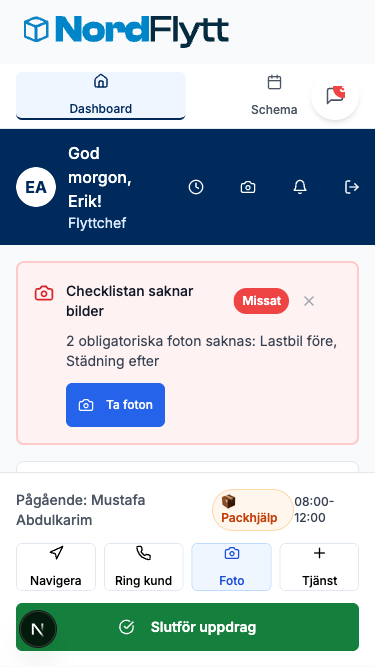 NordFlytt
Dashboard
Schema
EA
God
morgon,
Erik!
Flyttchef
Checklistan saknar
bilder
Missat
2 obligatoriska foton saknas: Lastbil före,
Städning efter
Ta foton
Pågående: Mustafa
Abdulkarim
📦
Packhjälp
08:00-
12:00
Navigera
Ring kund
Foto
Tjänst
N
Slutför uppdrag